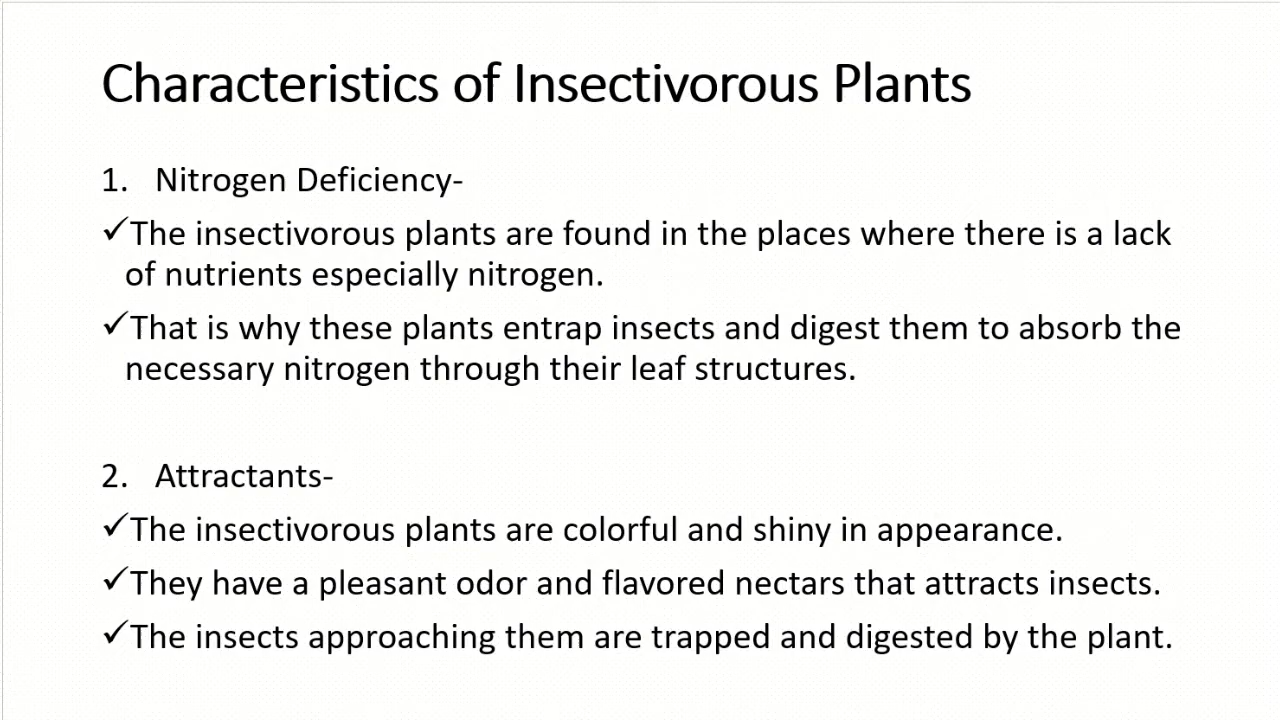 Characteristics of Insectivorous Plants
1. Nitrogen Deficiency-
✓The insectivorous plants are found in the places where there is a lack
of nutrients especially nitrogen.
✓That is why these plants entrap insects and digest them to absorb the
necessary nitrogen through their leaf structures.
2. Attractants-
✓The insectivorous plants are colorful and shiny in appearance.
✓They have a pleasant odor and flavored nectars that attracts insects.
✓The insects approaching them are trapped and digested by the plant.